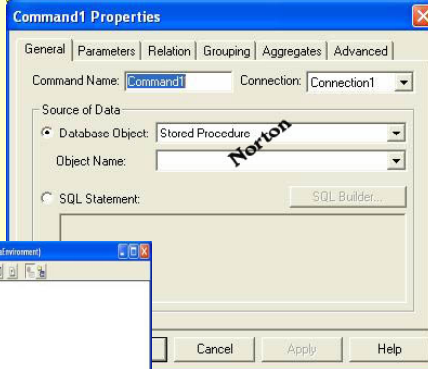 Command1 Properties
General Parameters Relation Grouping Aggregates Advanced
Command Name: Command1 Connection: Connection1
Source of Data
Database Object: Stored Procedure
Norton
Object Name:
SQL Statement: SQL Builder...
aEnvironment)
Cancel Apply Help